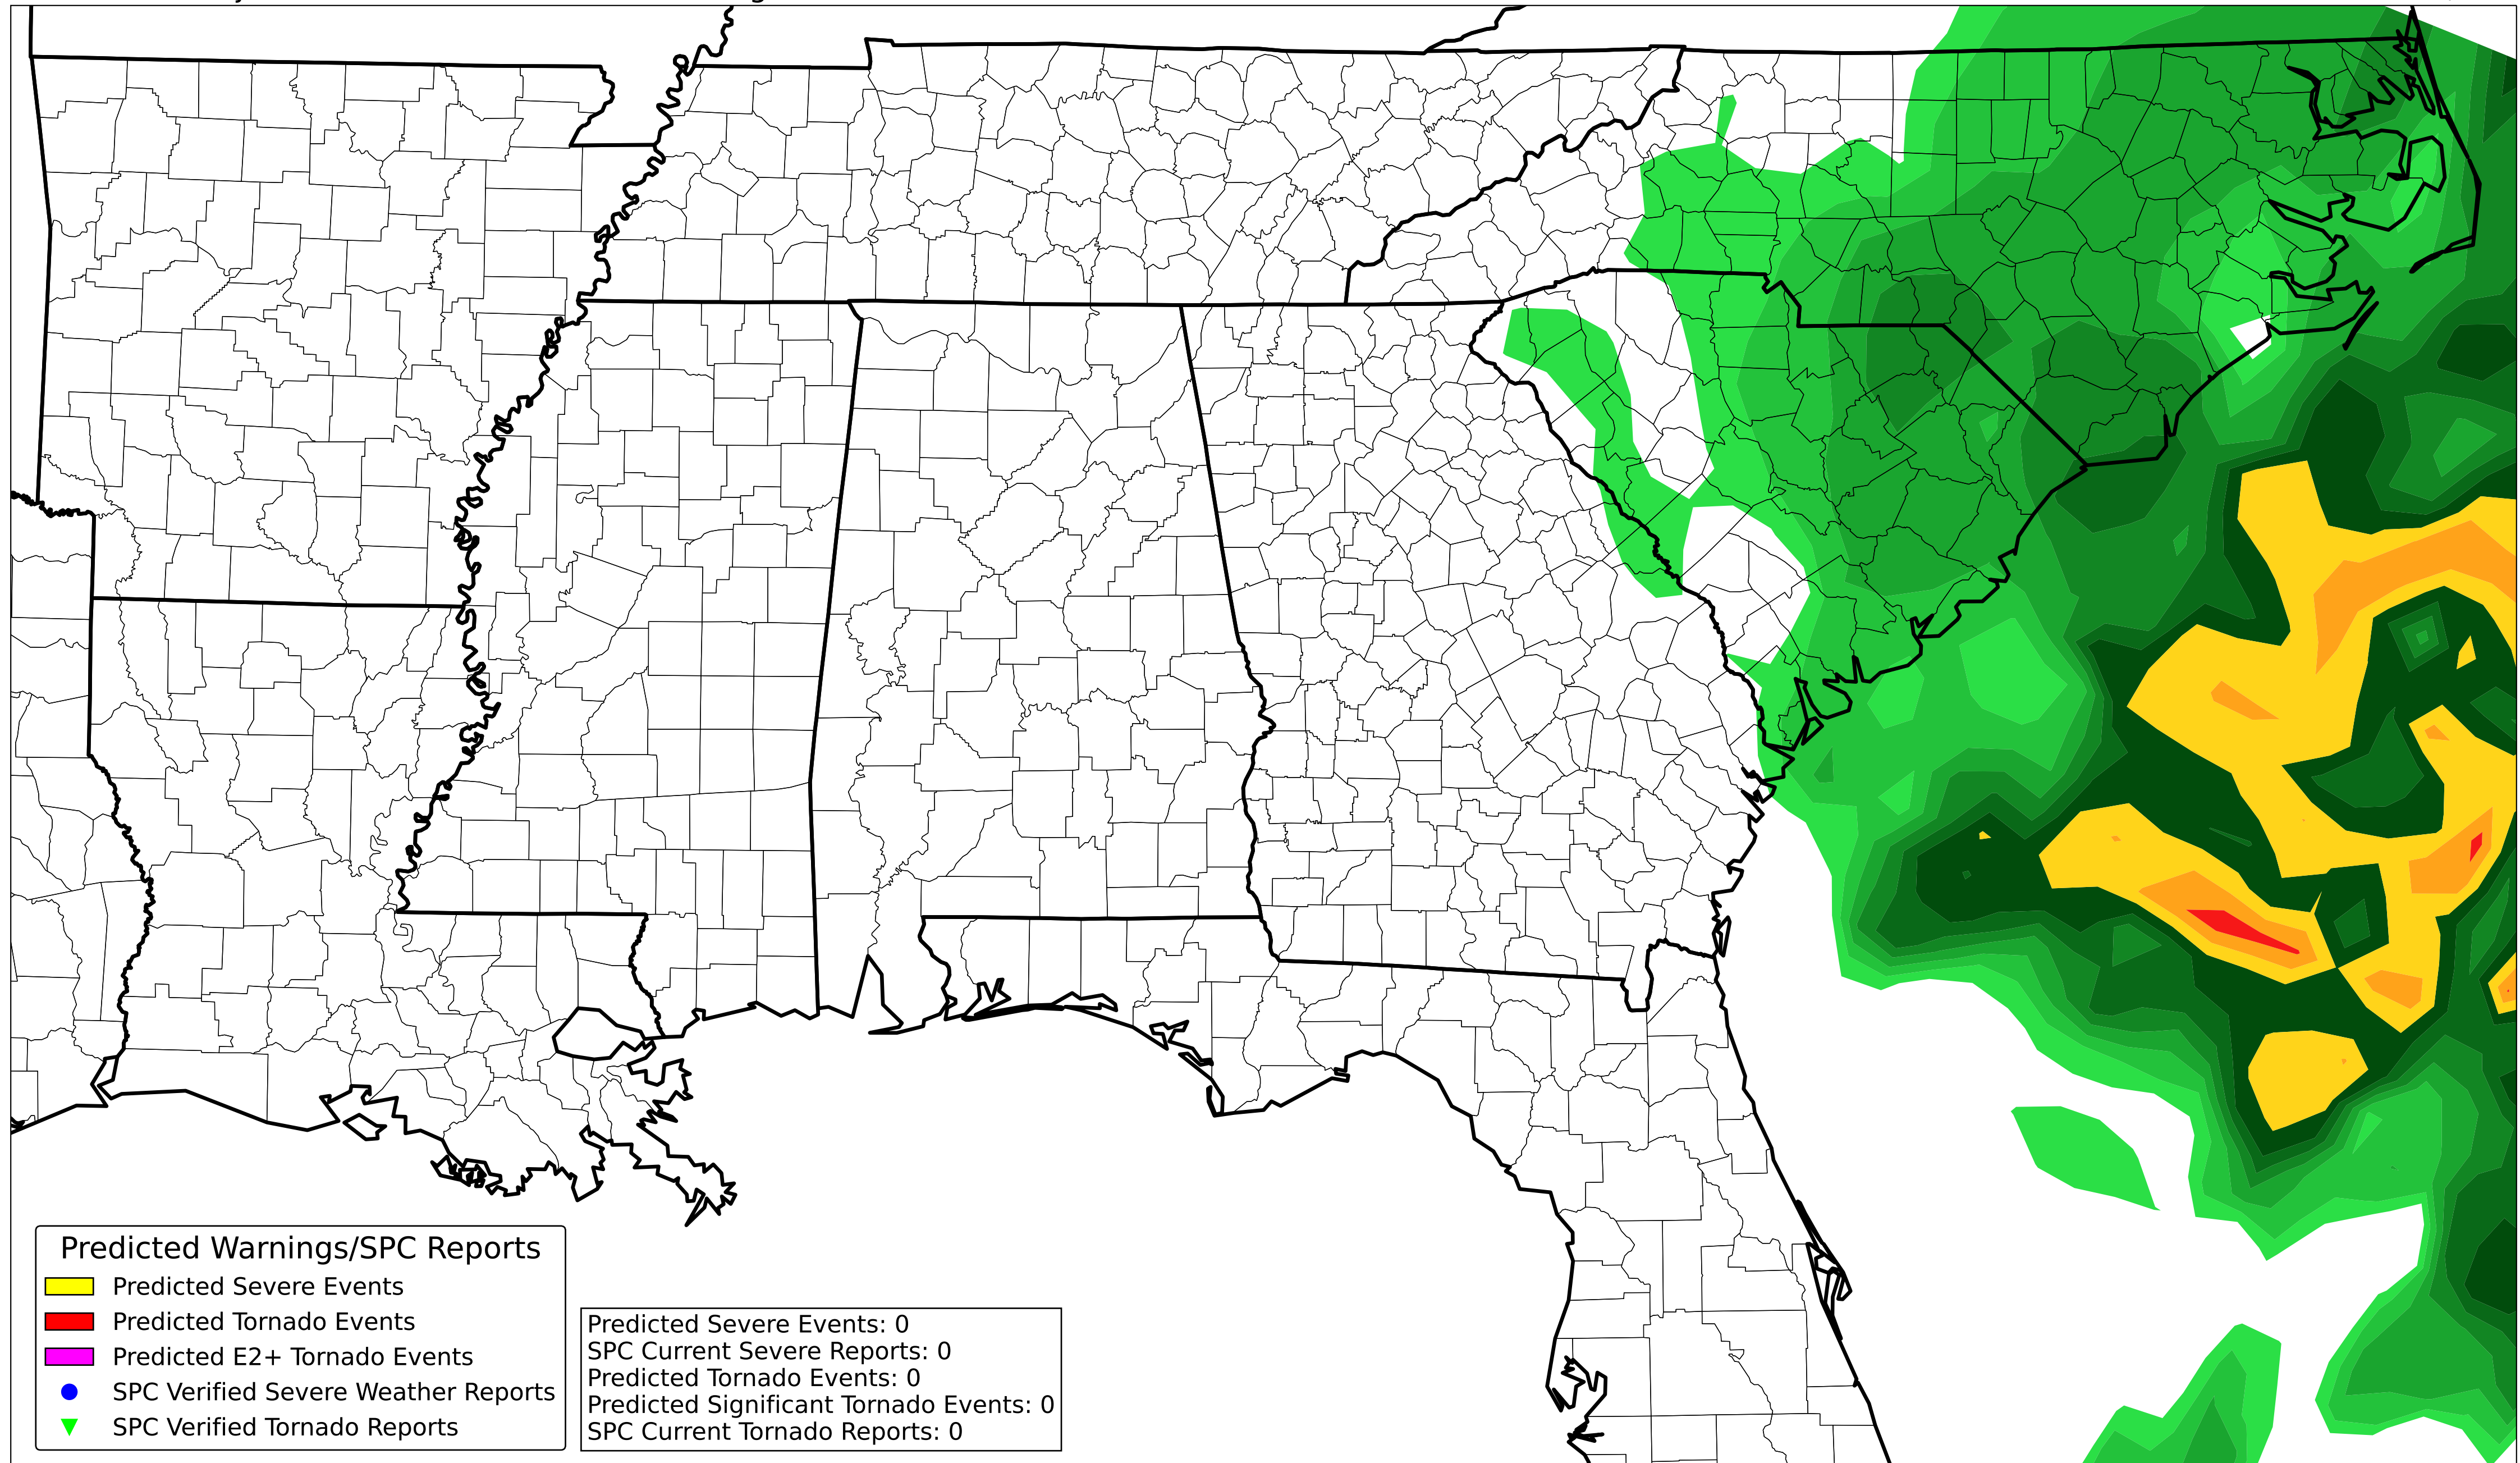 Predicted Warnings/SPC Reports
Predicted Severe Events
Predicted Tornado Events
Predicted E2+ Tornado Events
SPC Verified Severe Weather Reports
SPC Verified Tornado Reports
Predicted Severe Events: 0
SPC Current Severe Reports: 0
Predicted Tornado Events: 0
Predicted Significant Tornado Events: 0
SPC Current Tornado Reports: 0